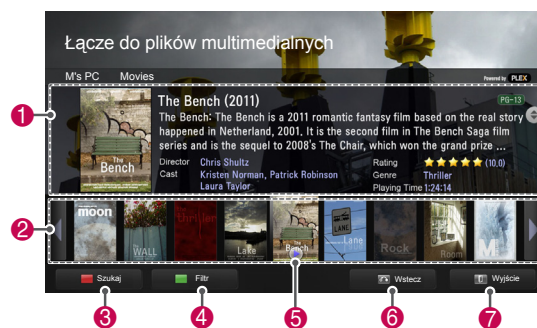 Łącze do plików multimedialnych
M's PC Movies
Powered by PLEX
The Bench (2011)
PG-13
The Bench: The Bench is a 2011 romantic fantasy film based on the real story
happened in Netherland, 2001. It is the second film in The Bench Saga film
series and is the sequel to 2008's The Chair, which won the grand prize ...
Director Chris Shultz
Cast Kristen Norman, Patrick Robinson
Laura Taylor
Rating (10,0)
Genre Thriller
Playing Time 1:24:14
The
Bench
moon
The
WALL
thriller
Lake
The
Bench
LANE
Lane
Rock
Room
M
Szukaj
Filtr
Wstecz
Wyjście
1
2
3
4
5
6
7